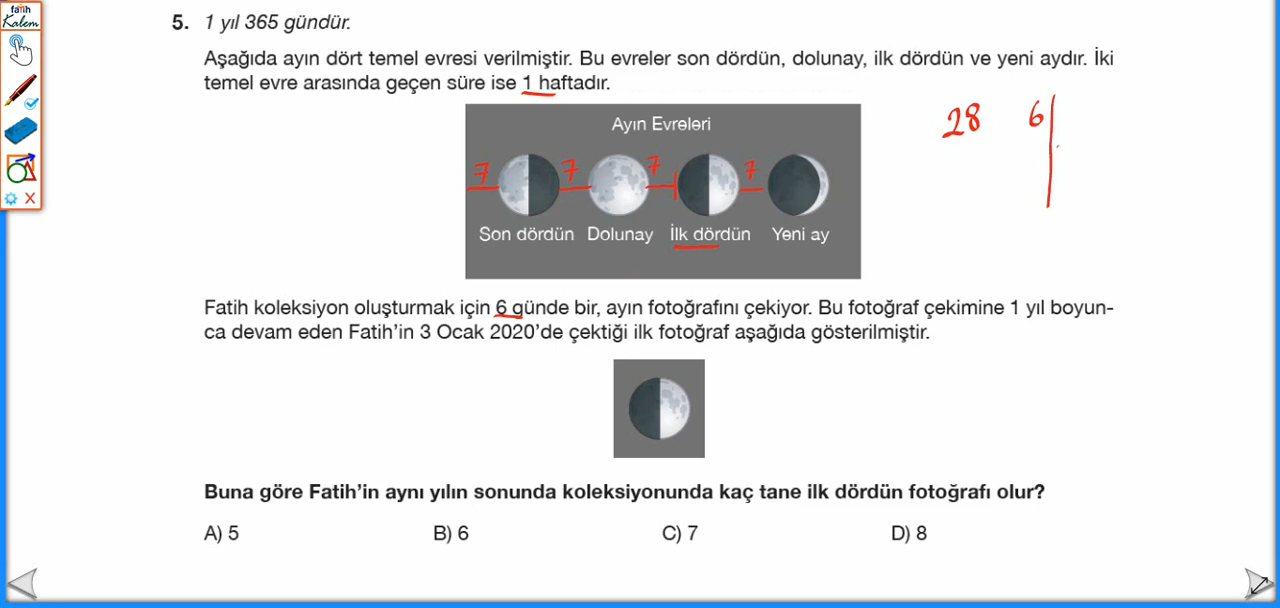 fatih
Kalem
5. 1 yıl 365 gündür.
Aşağıda ayın dört temel evresi verilmiştir. Bu evreler son dördün, dolunay, ilk dördün ve yeni aydır. İki
temel evre arasında geçen süre ise 1 haftadır.
28 6
Ayın Evreleri
7 7 7 7
Son dördün Dolunay İlk dördün Yeni ay
Fatih koleksiyon oluşturmak için 6 günde bir, ayın fotoğrafını çekiyor. Bu fotoğraf çekimine 1 yıl boyun-
ca devam eden Fatih'in 3 Ocak 2020'de çektiği ilk fotoğraf aşağıda gösterilmiştir.
Buna göre Fatih'in aynı yılın sonunda koleksiyonunda kaç tane ilk dördün fotoğrafı olur?
A) 5 B) 6 C) 7 D) 8